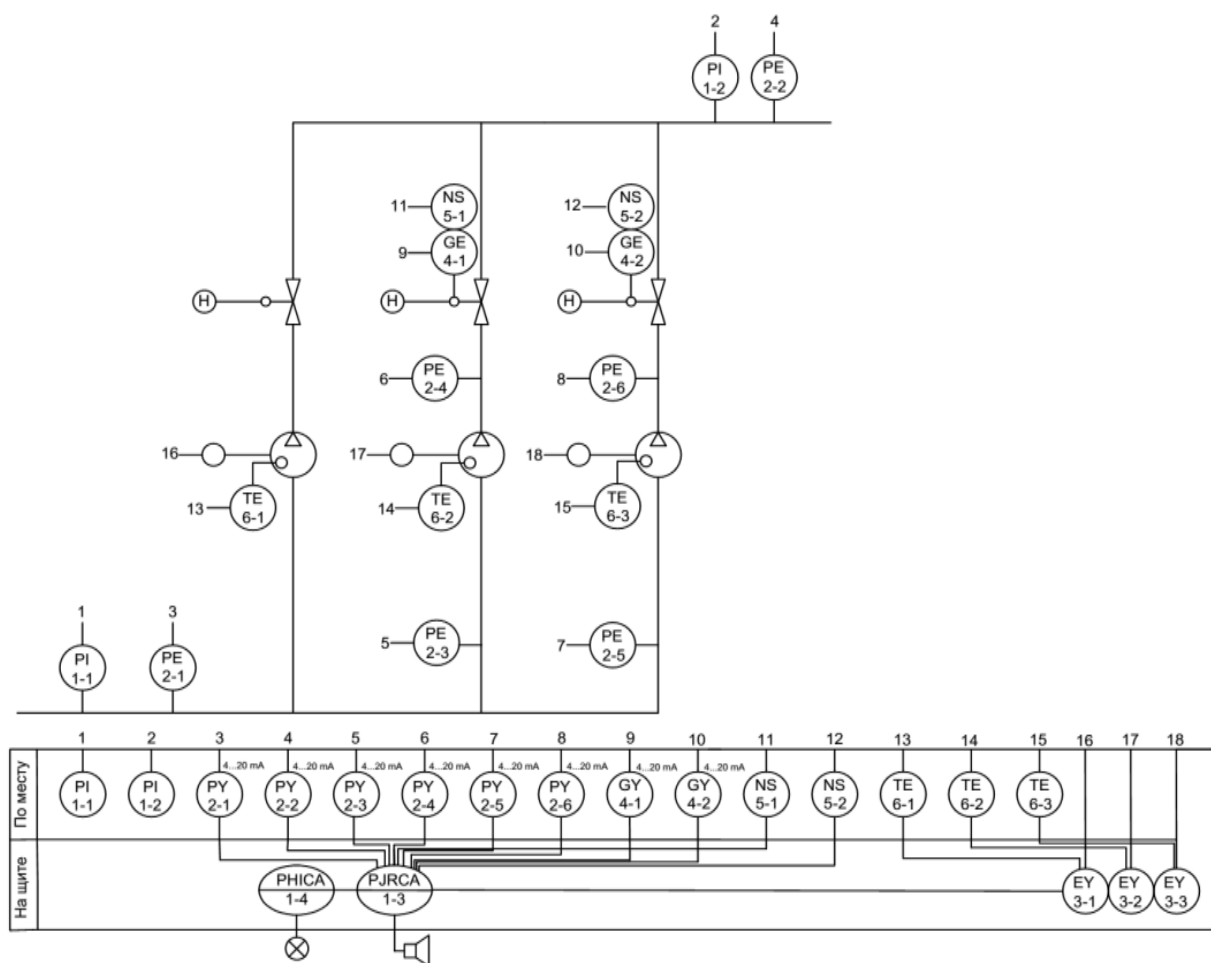 2 4
PI
1-2
PE
2-2
11
NS
5-1
12
NS
5-2
9
GE
4-1
10
GE
4-2
H
H
H
6
PE
2-4
8
PE
2-6
16
17
18
13
TE
6-1
14
TE
6-2
15
TE
6-3
1 3
5
PE
2-3
7
PE
2-5
PI
1-1
PE
2-1
1 2 3 4 5 6 7 8 9 10 11 12 13 14 15 16 17 18
4...20 mA 4...20 mA 4...20 mA 4...20 mA 4...20 mA 4...20 mA 4...20 mA 4...20 mA
По месту
PI
1-1
PI
1-2
PY
2-1
PY
2-2
PY
2-3
PY
2-4
PY
2-5
PY
2-6
GY
4-1
GY
4-2
NS
5-1
NS
5-2
TE
6-1
TE
6-2
TE
6-3
На щите
PHICA
1-4
PJRCA
1-3
EY
3-1
EY
3-2
EY
3-3